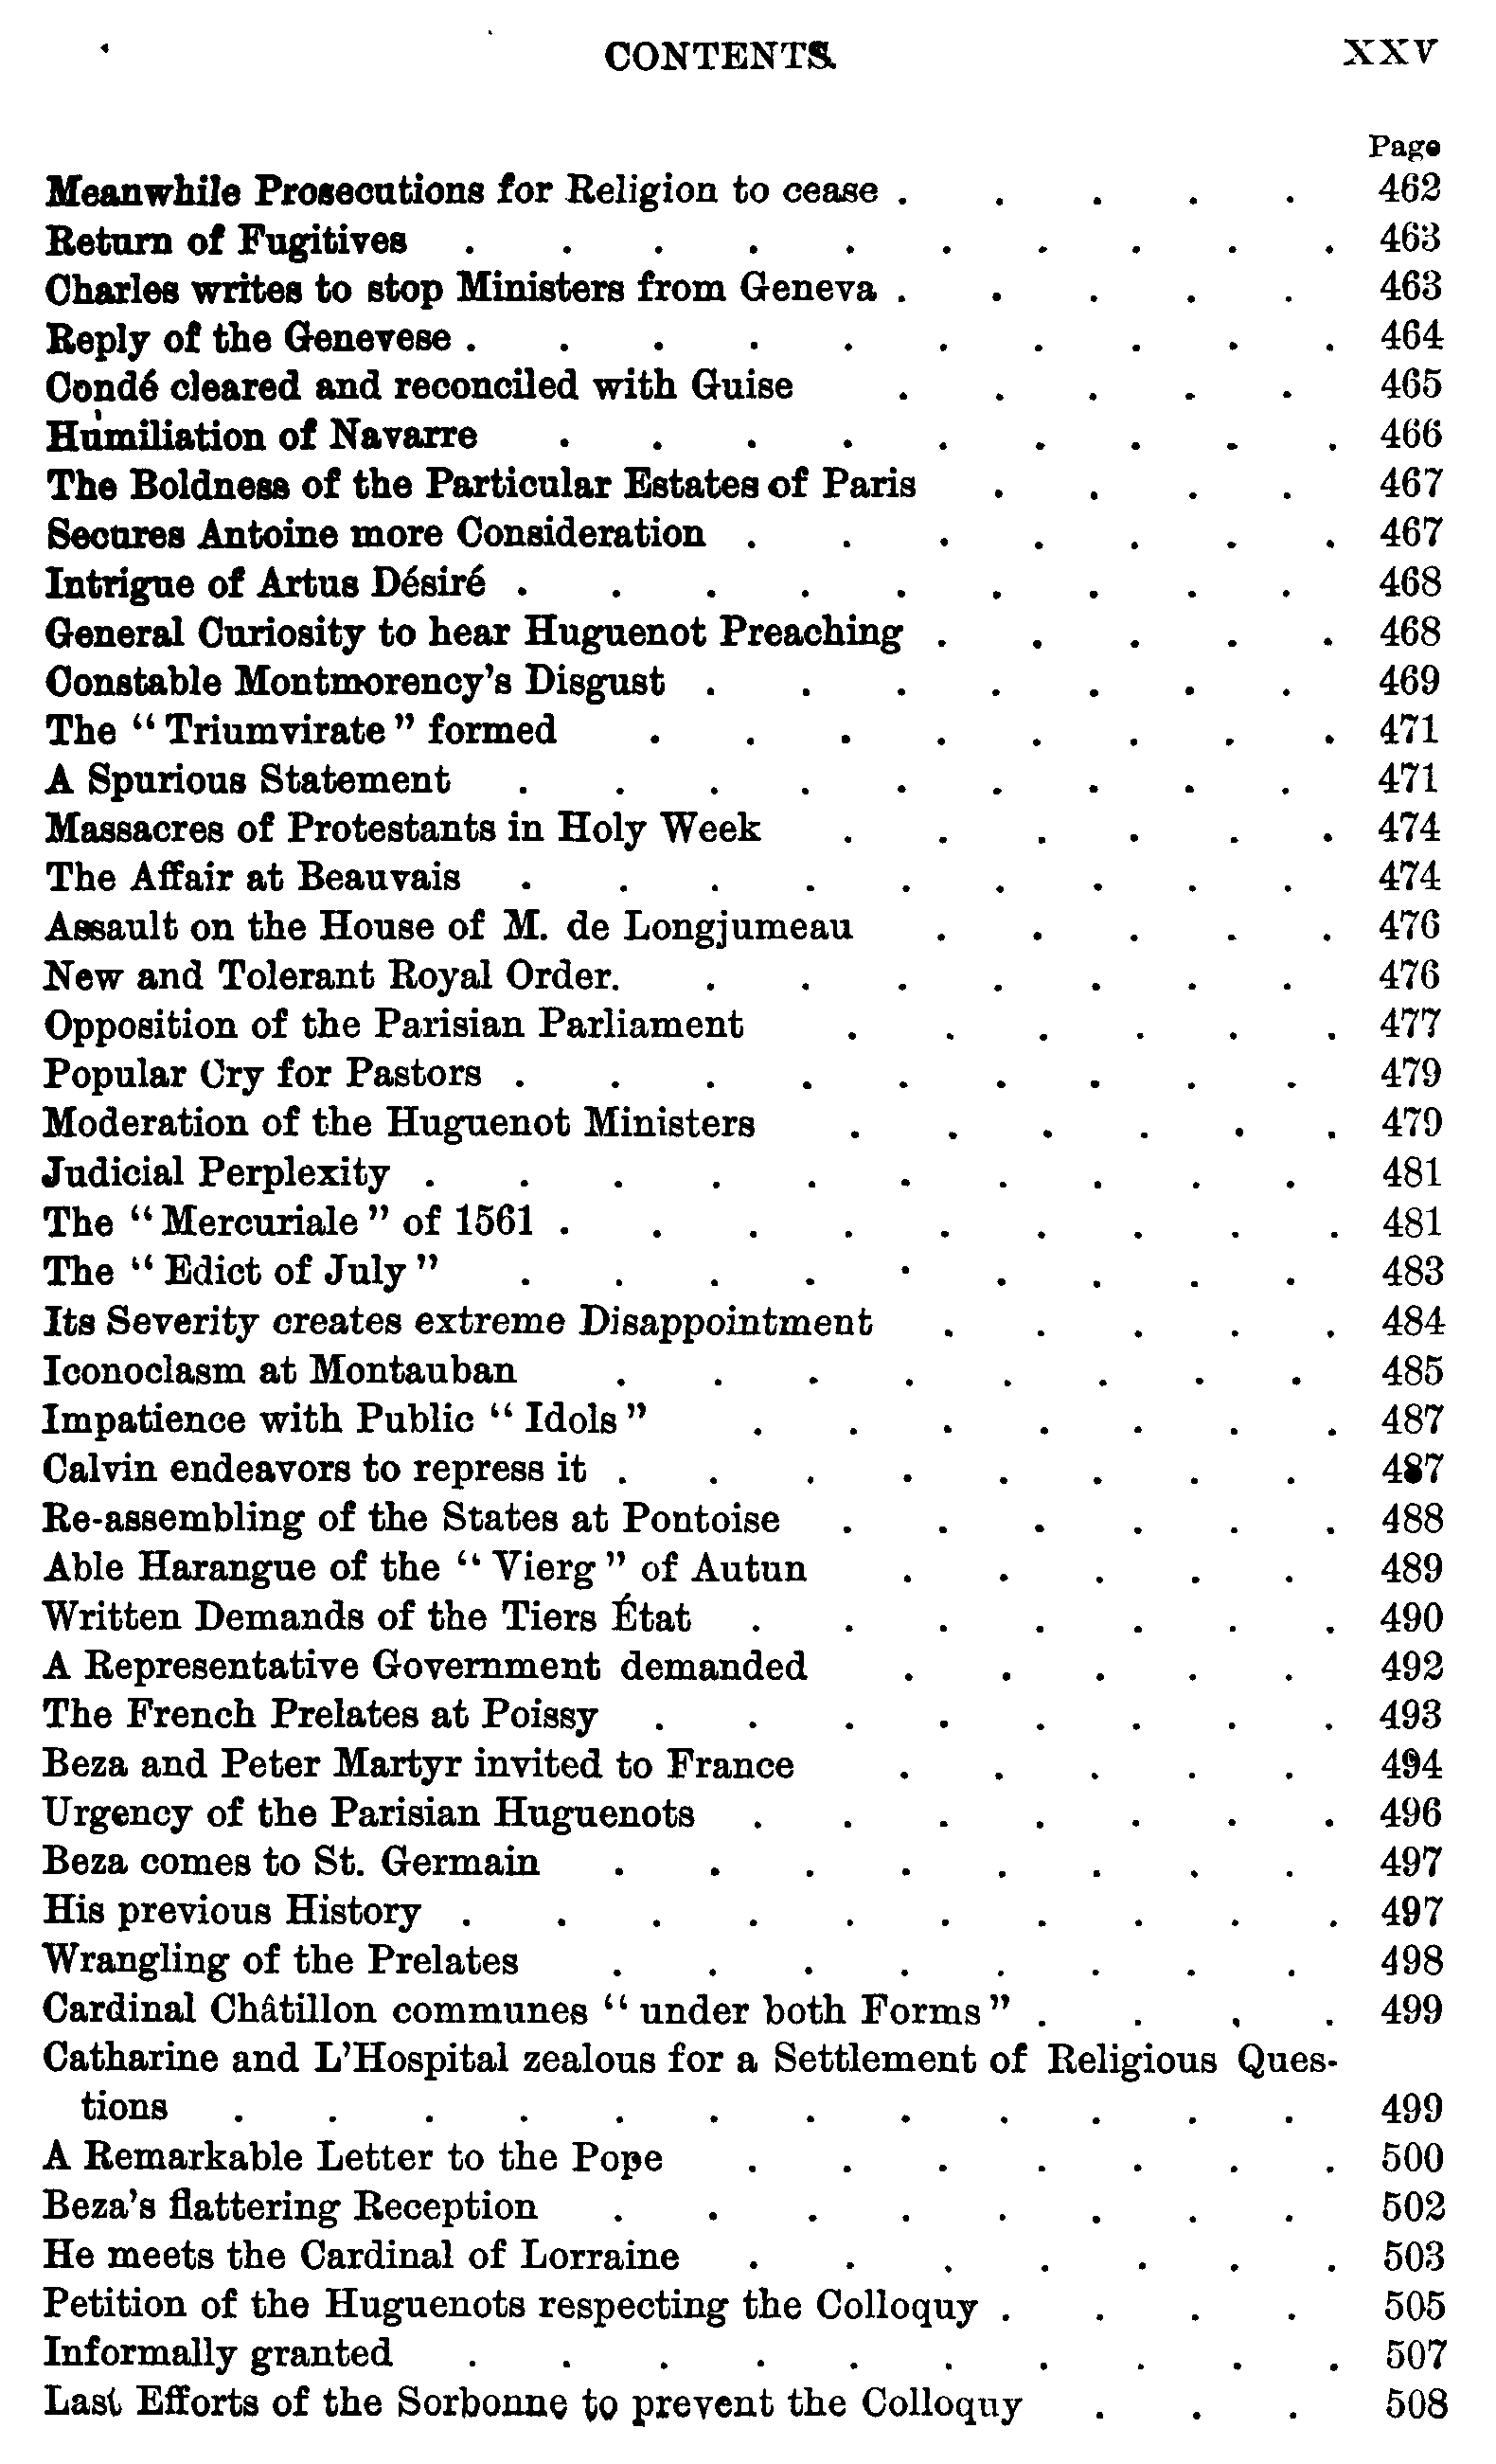 CONTENTS. XXV
Page
Meanwhile Prosecutions for Religion to cease . . . . . 462
Return of Fugitives . . . . . . . . . . 463
Charles writes to stop Ministers from Geneva . . . . . 463
Reply of the Genevese . . . . . . . . . . 464
Condé cleared and reconciled with Guise . . . . . 465
Humiliation of Navarre . . . . . . . . . 466
The Boldness of the Particular Estates of Paris . . . . 467
Secures Antoine more Consideration . . . . . . . 467
Intrigue of Artus Désiré . . . . . . . . . 468
General Curiosity to hear Huguenot Preaching . . . . . 468
Constable Montmorency's Disgust . . . . . . . 469
The "Triumvirate" formed . . . . . . . . 471
A Spurious Statement . . . . . . . . . 471
Massacres of Protestants in Holy Week . . . . . . 474
The Affair at Beauvais . . . . . . . . . 474
Assault on the House of M. de Longjumeau . . . . . 476
New and Tolerant Royal Order. . . . . . . . 476
Opposition of the Parisian Parliament . . . . . . 477
Popular Cry for Pastors . . . . . . . . . 479
Moderation of the Huguenot Ministers . . . . . . 479
Judicial Perplexity . . . . . . . . . . 481
The "Mercuriale" of 1561 . . . . . . . . . 481
The "Edict of July" . . . . . . . . . 483
Its Severity creates extreme Disappointment . . . . . 484
Iconoclasm at Montauban . . . . . . . . 485
Impatience with Public "Idols" . . . . . . . 487
Calvin endeavors to repress it . . . . . . . . 487
Re-assembling of the States at Pontoise . . . . . . 488
Able Harangue of the "Vierg" of Autun . . . . . 489
Written Demands of the Tiers État . . . . . . . 490
A Representative Government demanded . . . . . 492
The French Prelates at Poissy . . . . . . . . 493
Beza and Peter Martyr invited to France . . . . . 494
Urgency of the Parisian Huguenots . . . . . . . 496
Beza comes to St. Germain . . . . . . . . 497
His previous History . . . . . . . . . . 497
Wrangling of the Prelates . . . . . . . . 498
Cardinal Châtillon communes "under both Forms" . . . . 499
Catharine and L'Hospital zealous for a Settlement of Religious Ques-
tions . . . . . . . . . . . . 499
A Remarkable Letter to the Pope . . . . . . . 500
Beza's flattering Reception . . . . . . . . 502
He meets the Cardinal of Lorraine . . . . . . . 503
Petition of the Huguenots respecting the Colloquy . . . . 505
Informally granted . . . . . . . . . . 507
Last Efforts of the Sorbonne to prevent the Colloquy . . . 508